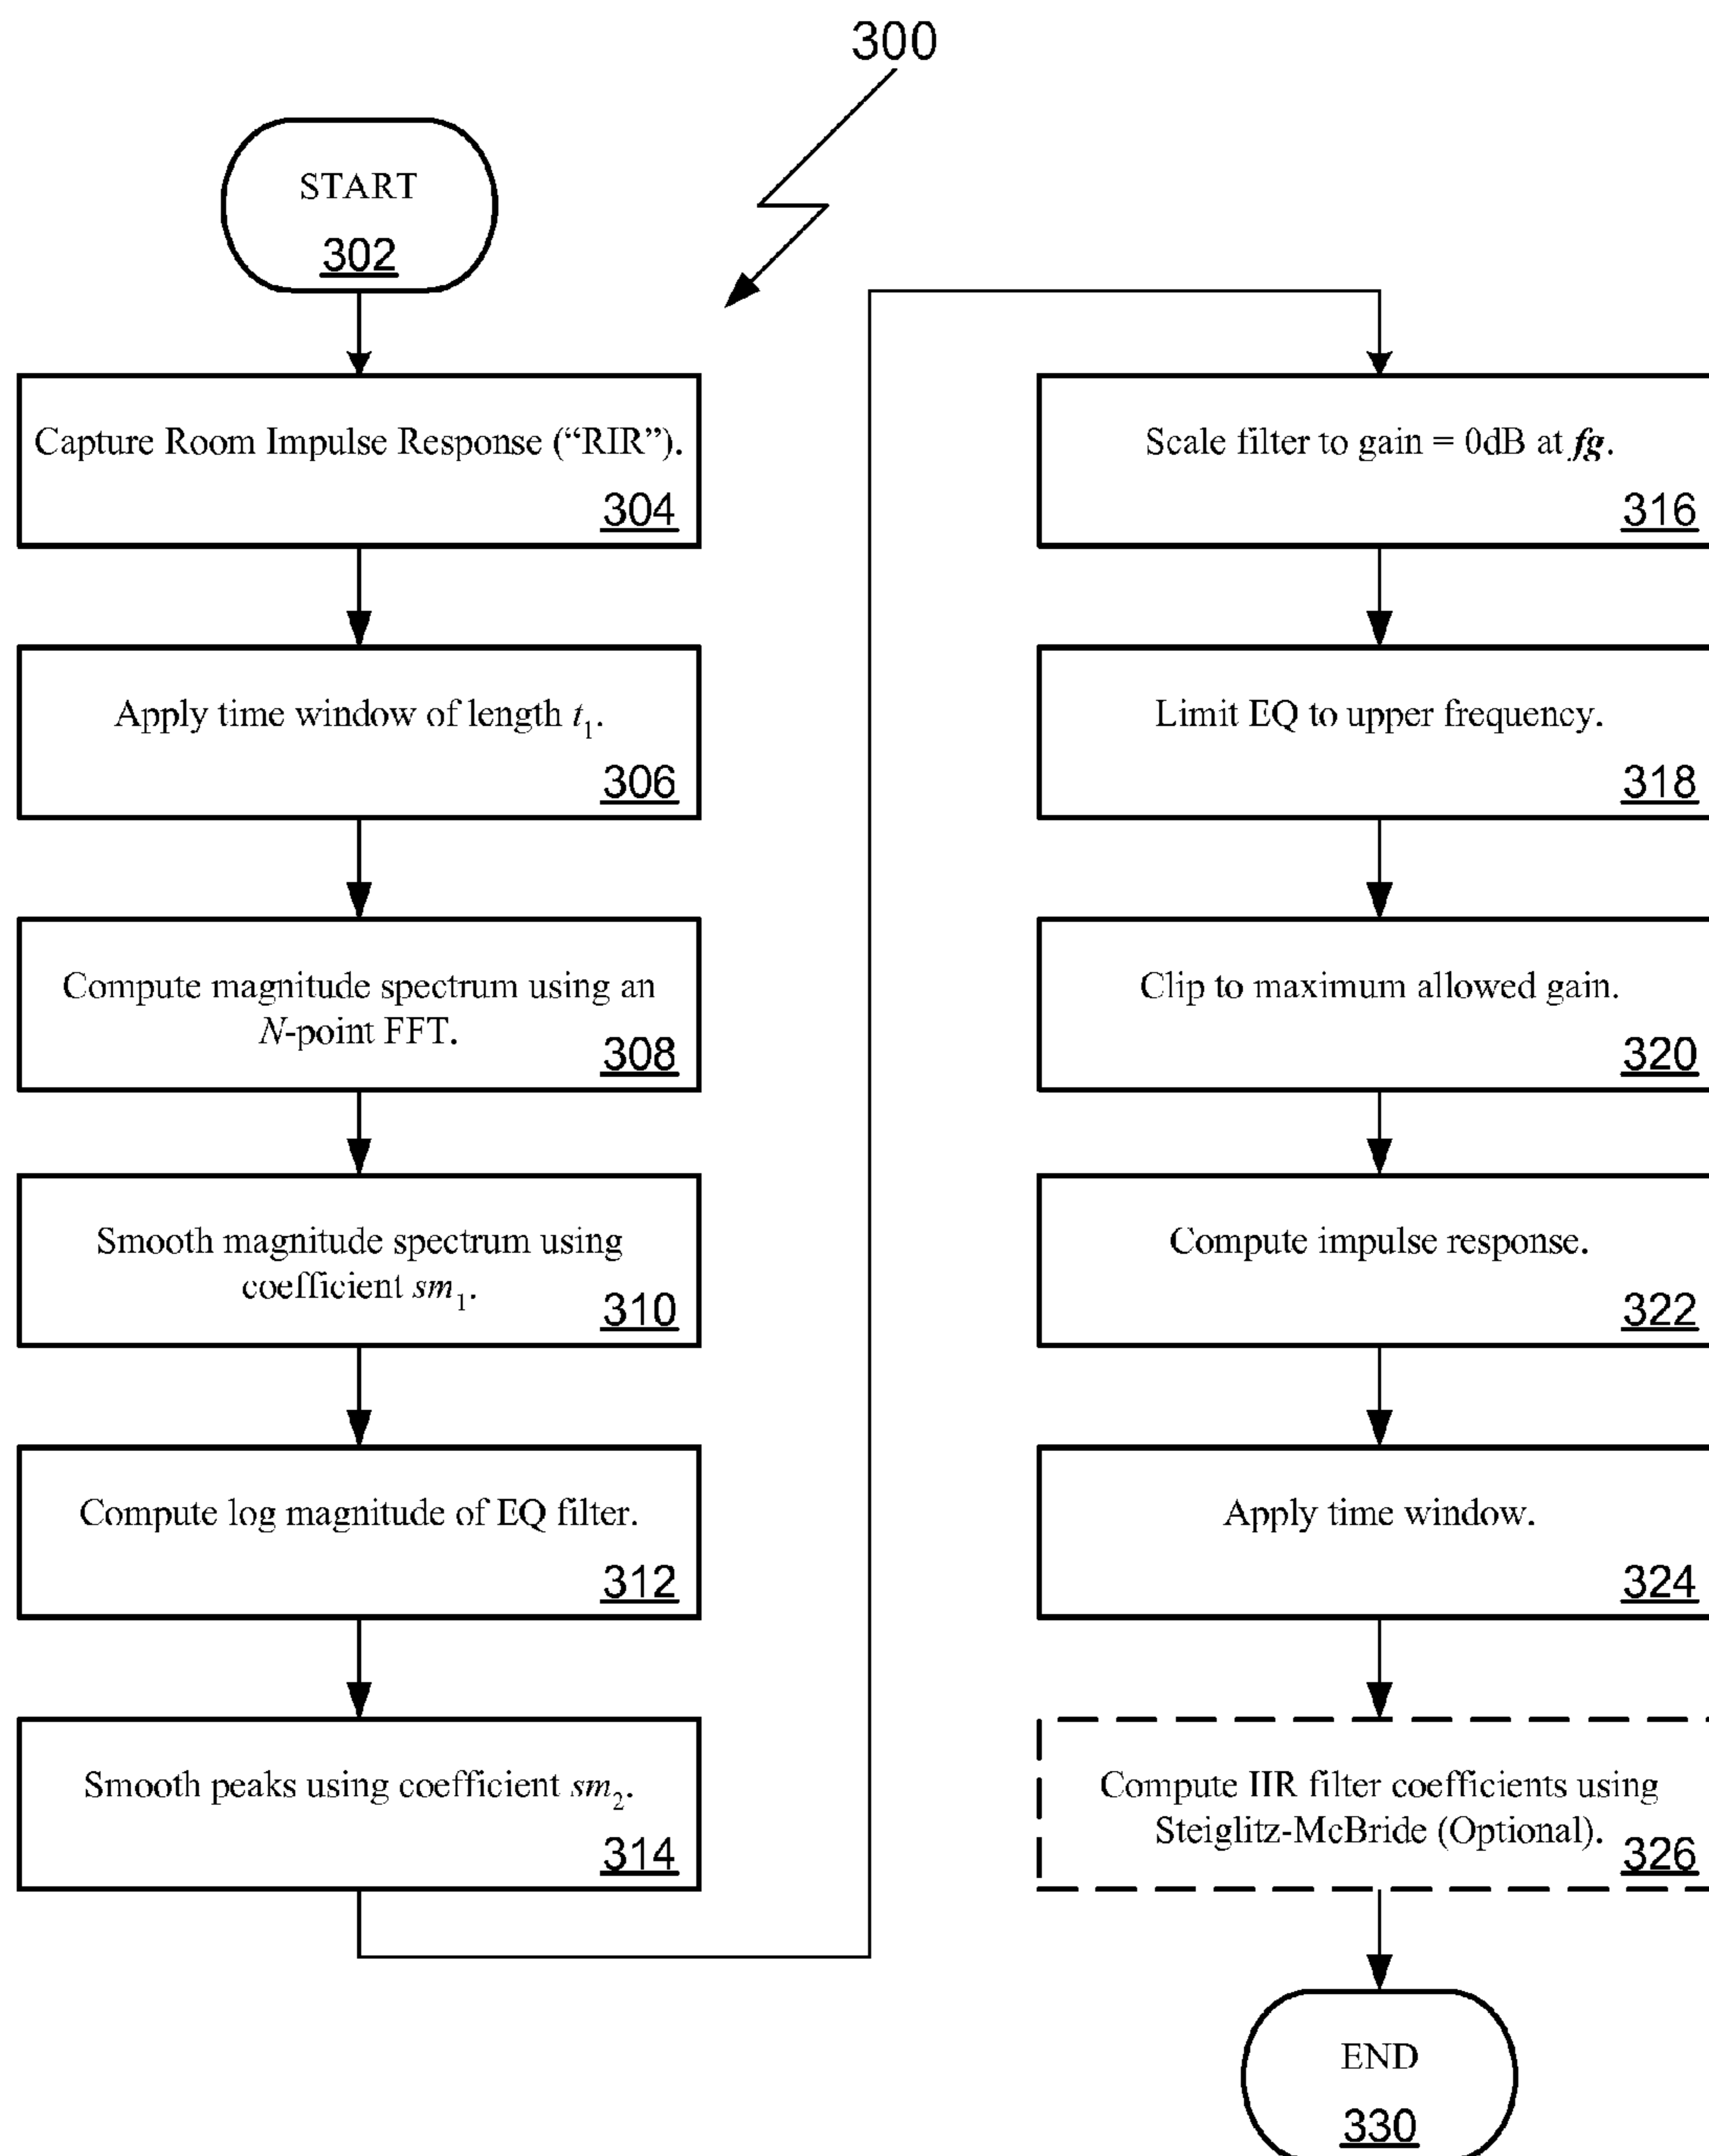 300
START
302
Capture Room Impulse Response (“RIR”).
304
Apply time window of length t₁.
306
Compute magnitude spectrum using an
N-point FFT.
308
Smooth magnitude spectrum using
coefficient sm₁.
310
Compute log magnitude of EQ filter.
312
Smooth peaks using coefficient sm₂.
314
Scale filter to gain = 0dB at fg.
316
Limit EQ to upper frequency.
318
Clip to maximum allowed gain.
320
Compute impulse response.
322
Apply time window.
324
Compute IIR filter coefficients using
Steiglitz-McBride (Optional).
326
END
330